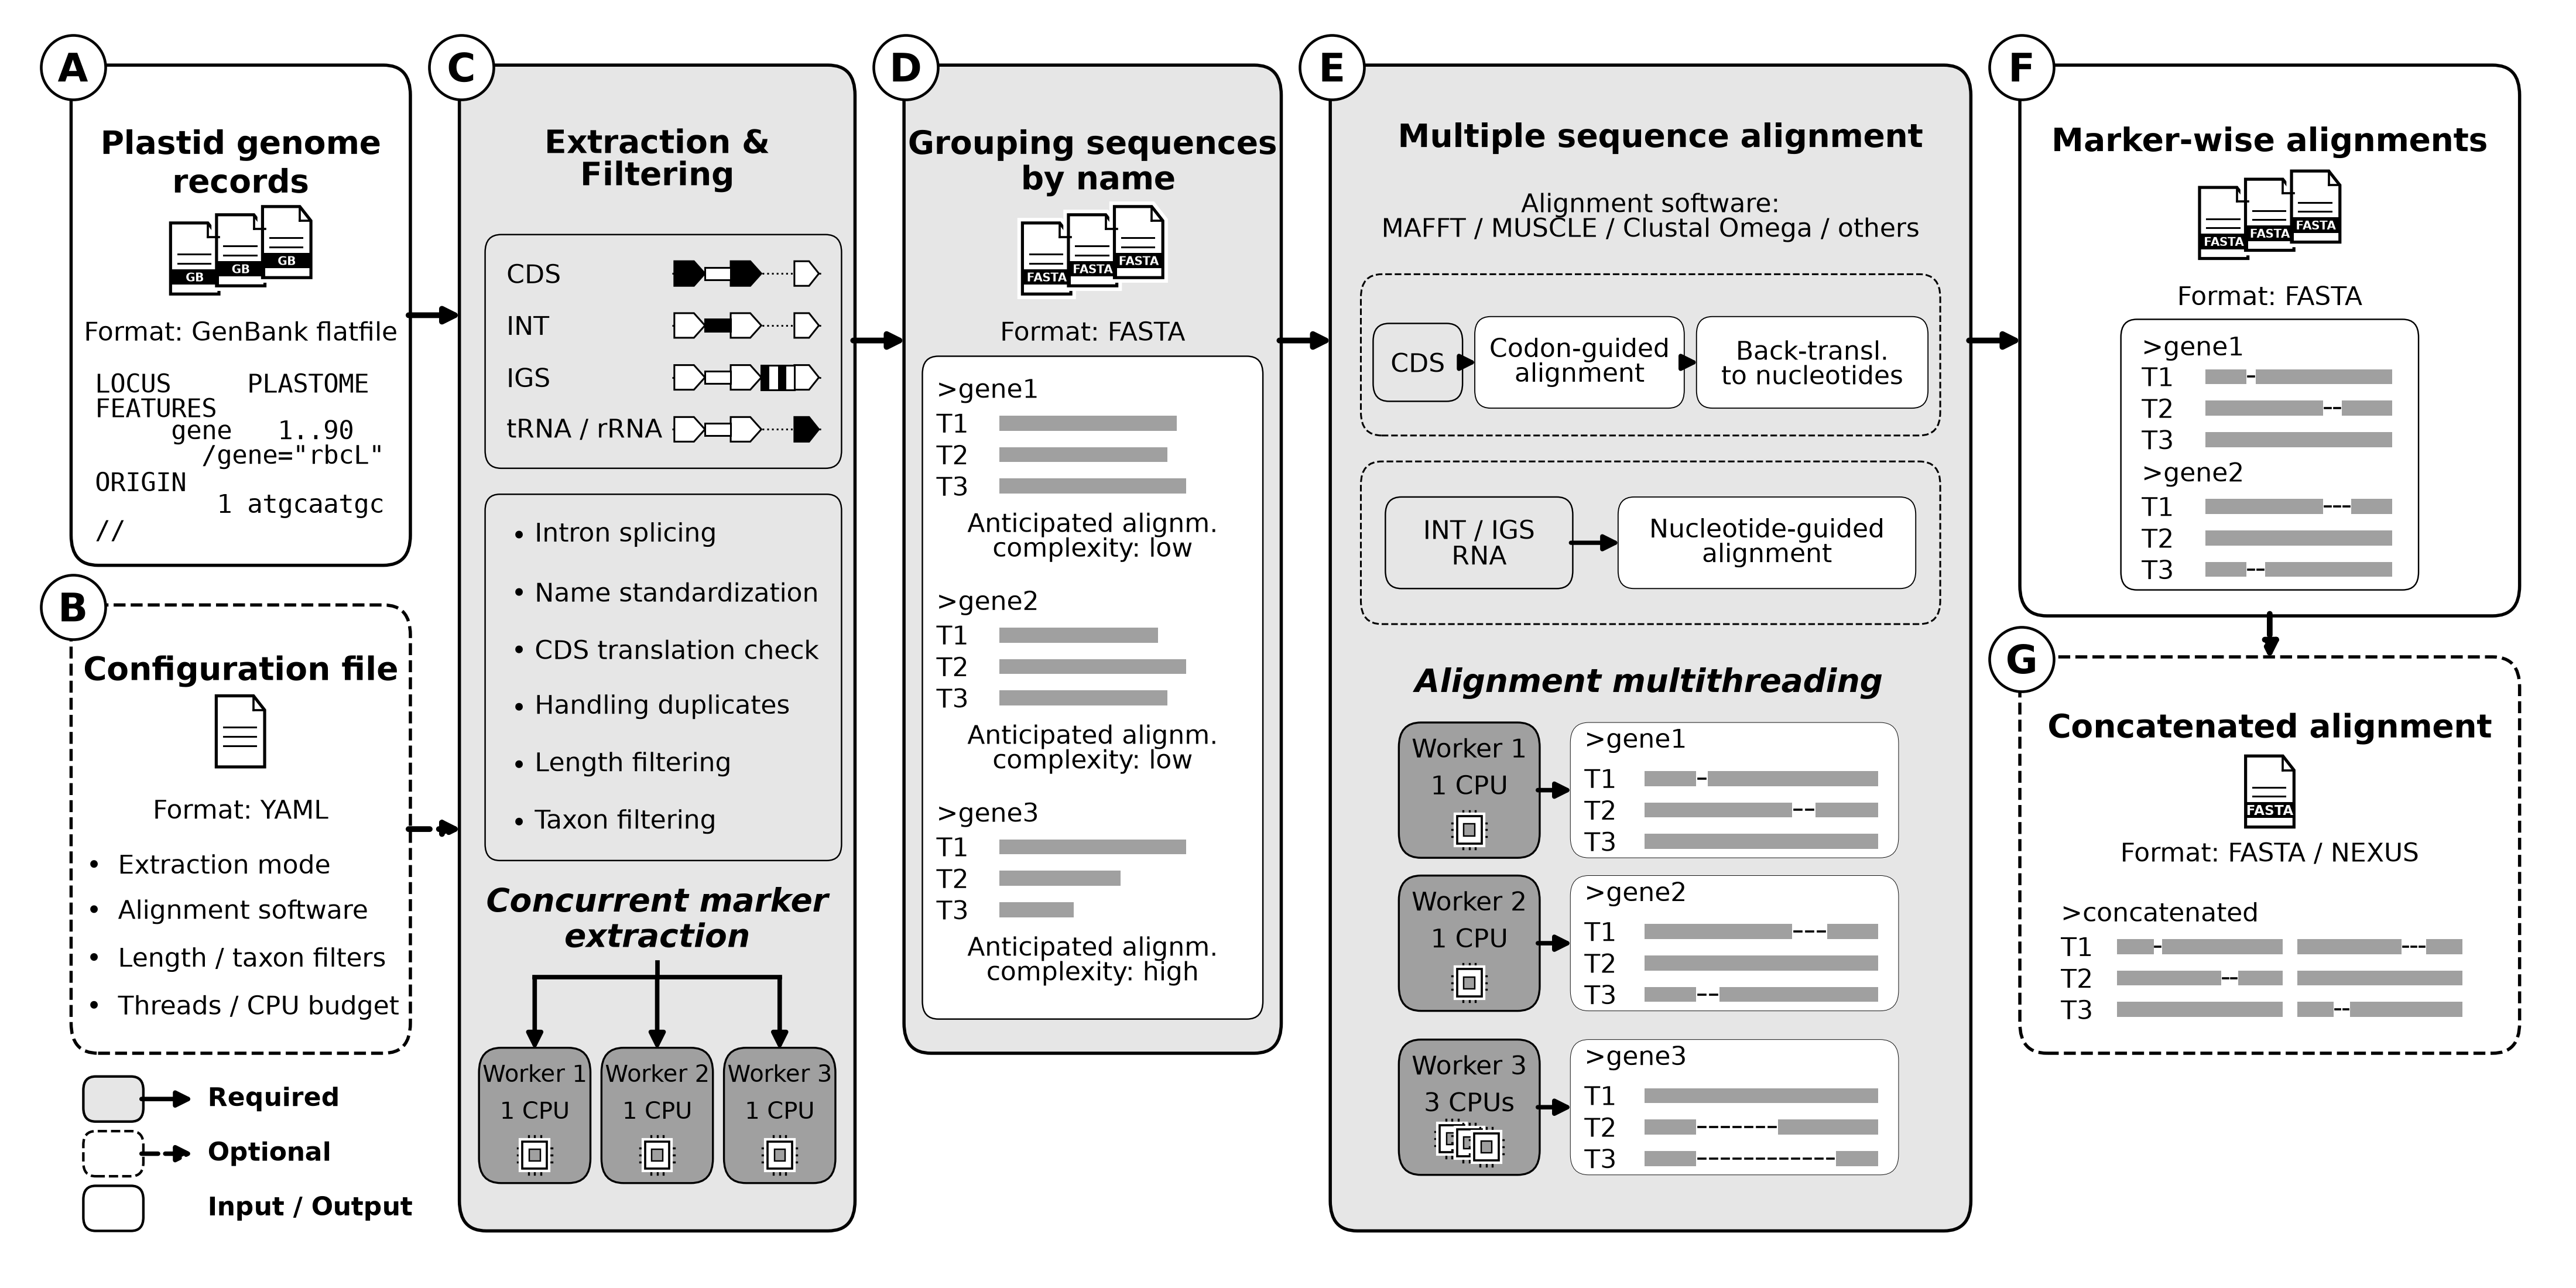 A
Plastid genome
records
GB
GB
GB
Format: GenBank flatfile
LOCUS     PLASTOME
FEATURES
     gene   1..90
       /gene="rbcL"
ORIGIN
        1 atgcaatgc
//
B
Configuration file
Format: YAML
• Extraction mode
• Alignment software
• Length / taxon filters
• Threads / CPU budget
Required
Optional
Input / Output
C
Extraction &
Filtering
CDS
INT
IGS
tRNA / rRNA
• Intron splicing
• Name standardization
• CDS translation check
• Handling duplicates
• Length filtering
• Taxon filtering
Concurrent marker
extraction
Worker 1
1 CPU
Worker 2
1 CPU
Worker 3
1 CPU
D
Grouping sequences
by name
FASTA
FASTA
FASTA
Format: FASTA
>gene1
T1
T2
T3
Anticipated alignm.
complexity: low
>gene2
T1
T2
T3
Anticipated alignm.
complexity: low
>gene3
T1
T2
T3
Anticipated alignm.
complexity: high
E
Multiple sequence alignment
Alignment software:
MAFFT / MUSCLE / Clustal Omega / others
CDS
Codon-guided
alignment
Back-transl.
to nucleotides
INT / IGS
RNA
Nucleotide-guided
alignment
Alignment multithreading
Worker 1
1 CPU
>gene1
T1
T2
T3
Worker 2
1 CPU
>gene2
T1
T2
T3
Worker 3
3 CPUs
>gene3
T1
T2
T3
F
Marker-wise alignments
FASTA
FASTA
FASTA
Format: FASTA
>gene1
T1
T2
T3
>gene2
T1
T2
T3
G
Concatenated alignment
FASTA
Format: FASTA / NEXUS
>concatenated
T1
T2
T3